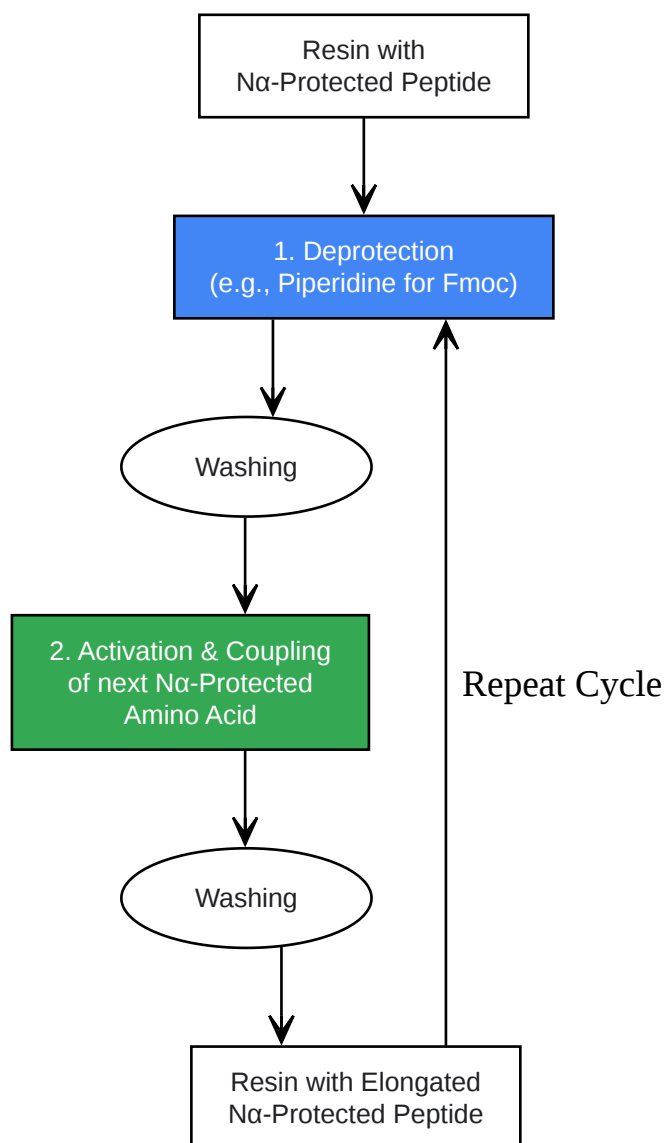 Resin with
Nα-Protected Peptide
1. Deprotection
(e.g., Piperidine for Fmoc)
Washing
2. Activation & Coupling
of next Nα-Protected
Amino Acid
Repeat Cycle
Washing
Resin with Elongated
Nα-Protected Peptide